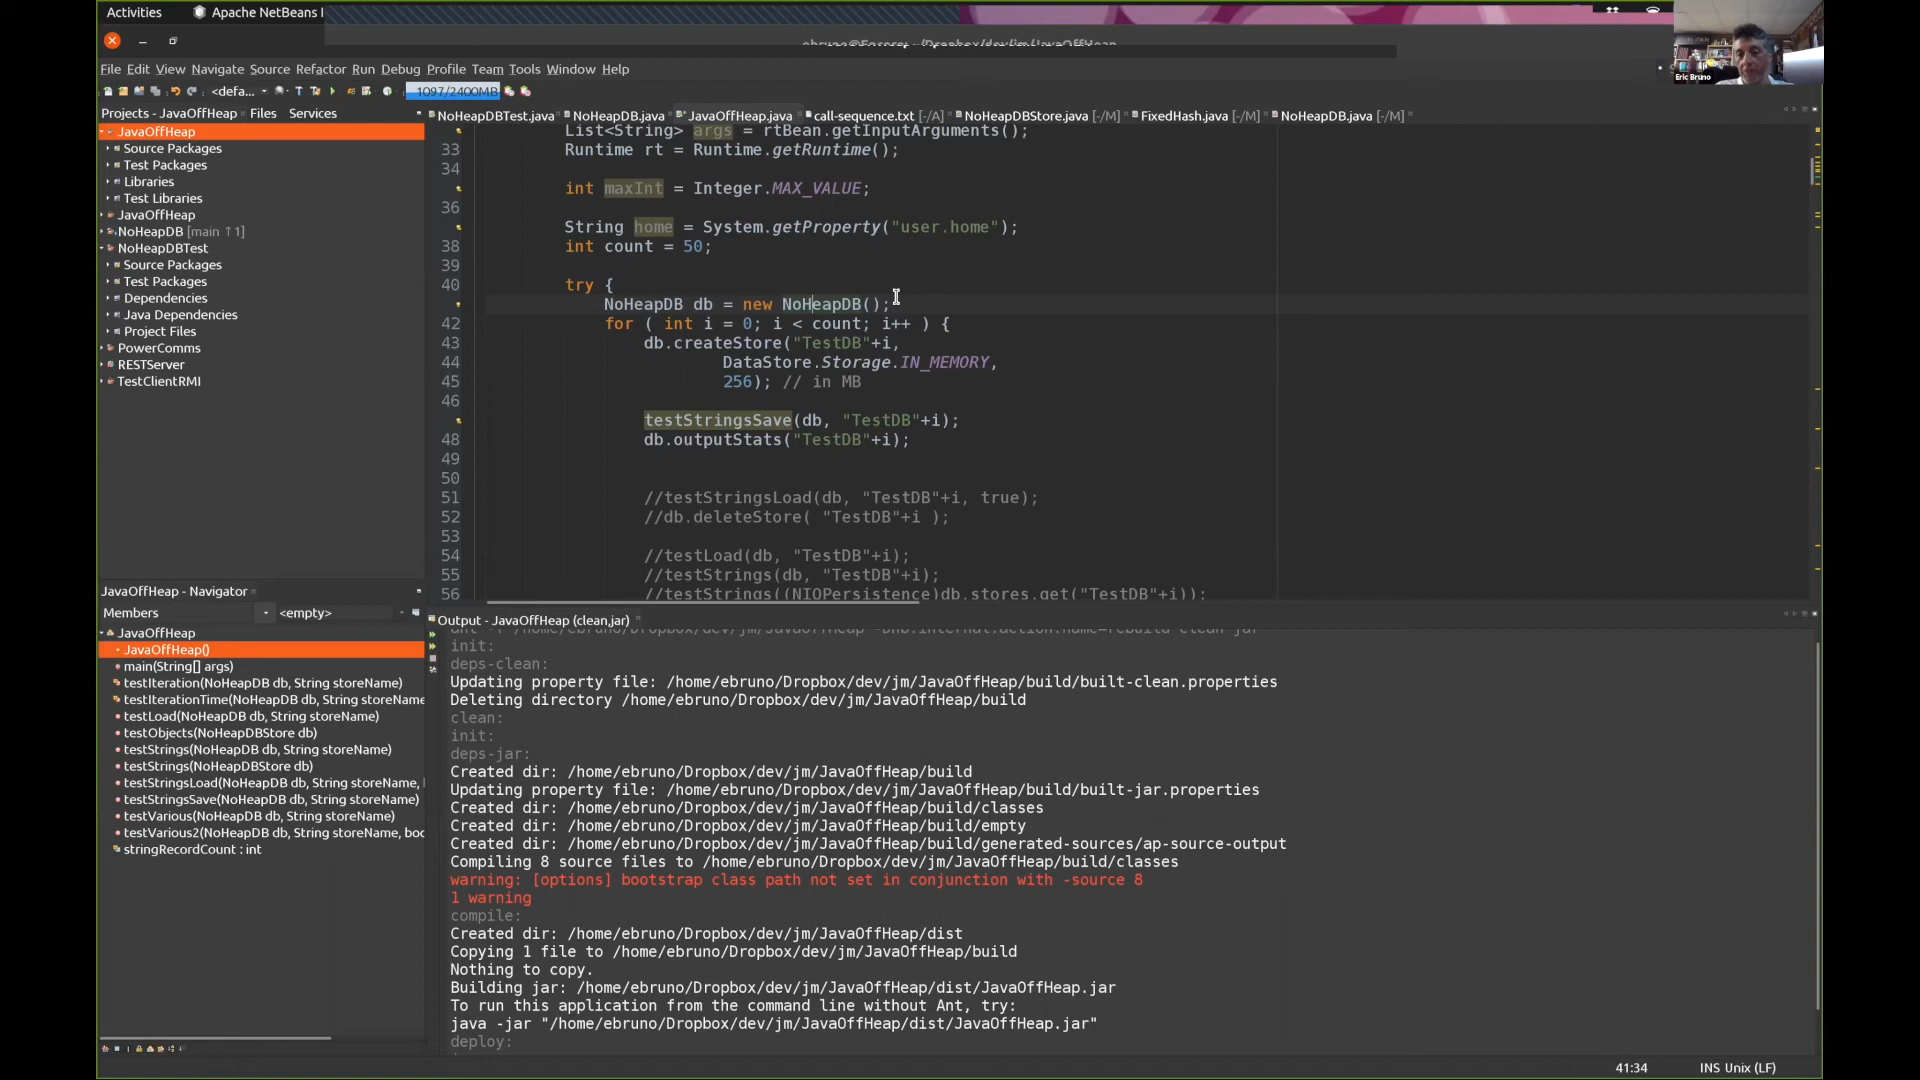 Activities
Apache NetBeans I
ebruno@Enspre: ~/Dropbox/dev/jm/JavaOffHeap
Eric Bruno
File Edit View Navigate Source Refactor Run Debug Profile Team Tools Window Help
<defa...
1097/2400MB
Projects - JavaOffHeap
Files
Services
NoHeapDBTest.java
NoHeapDB.java
JavaOffHeap.java
call-sequence.txt [-/A]
NoHeapDBStore.java [-/M]
FixedHash.java [-/M]
NoHeapDB.java [-/M]
JavaOffHeap
Source Packages
Test Packages
Libraries
Test Libraries
JavaOffHeap
NoHeapDB [main ↑1]
NoHeapDBTest
Source Packages
Test Packages
Dependencies
Java Dependencies
Project Files
PowerComms
RESTServer
TestClientRMI
List<String> args = rtBean.getInputArguments();
33 Runtime rt = Runtime.getRuntime();
34
int maxInt = Integer.MAX_VALUE;
36
String home = System.getProperty("user.home");
38 int count = 50;
39
40 try {
NoHeapDB db = new NoHeapDB();
42 for ( int i = 0; i < count; i++ ) {
43 db.createStore("TestDB"+i,
44 DataStore.Storage.IN_MEMORY,
45 256); // in MB
46
testStringsSave(db, "TestDB"+i);
48 db.outputStats("TestDB"+i);
49
50
51 //testStringsLoad(db, "TestDB"+i, true);
52 //db.deleteStore( "TestDB"+i );
53
54 //testLoad(db, "TestDB"+i);
55 //testStrings(db, "TestDB"+i);
56 //testStrings((NIOPersistence)db.stores.get("TestDB"+i));
JavaOffHeap - Navigator
Members
<empty>
JavaOffHeap
JavaOffHeap()
main(String[] args)
testIteration(NoHeapDB db, String storeName)
testIterationTime(NoHeapDB db, String storeName
testLoad(NoHeapDB db, String storeName)
testObjects(NoHeapDBStore db)
testStrings(NoHeapDB db, String storeName)
testStrings(NoHeapDBStore db)
testStringsLoad(NoHeapDB db, String storeName,
testStringsSave(NoHeapDB db, String storeName)
testVarious(NoHeapDB db, String storeName)
testVarious2(NoHeapDB db, String storeName, boo
stringRecordCount : int
Output - JavaOffHeap (clean,jar)
ant -f /home/ebruno/Dropbox/dev/jm/JavaOffHeap -Dnb.internal.action.name=rebuild clean jar
init:
deps-clean:
Updating property file: /home/ebruno/Dropbox/dev/jm/JavaOffHeap/build/built-clean.properties
Deleting directory /home/ebruno/Dropbox/dev/jm/JavaOffHeap/build
clean:
init:
deps-jar:
Created dir: /home/ebruno/Dropbox/dev/jm/JavaOffHeap/build
Updating property file: /home/ebruno/Dropbox/dev/jm/JavaOffHeap/build/built-jar.properties
Created dir: /home/ebruno/Dropbox/dev/jm/JavaOffHeap/build/classes
Created dir: /home/ebruno/Dropbox/dev/jm/JavaOffHeap/build/empty
Created dir: /home/ebruno/Dropbox/dev/jm/JavaOffHeap/build/generated-sources/ap-source-output
Compiling 8 source files to /home/ebruno/Dropbox/dev/jm/JavaOffHeap/build/classes
warning: [options] bootstrap class path not set in conjunction with -source 8
1 warning
compile:
Created dir: /home/ebruno/Dropbox/dev/jm/JavaOffHeap/dist
Copying 1 file to /home/ebruno/Dropbox/dev/jm/JavaOffHeap/build
Nothing to copy.
Building jar: /home/ebruno/Dropbox/dev/jm/JavaOffHeap/dist/JavaOffHeap.jar
To run this application from the command line without Ant, try:
java -jar "/home/ebruno/Dropbox/dev/jm/JavaOffHeap/dist/JavaOffHeap.jar"
deploy:
41:34
INS Unix (LF)